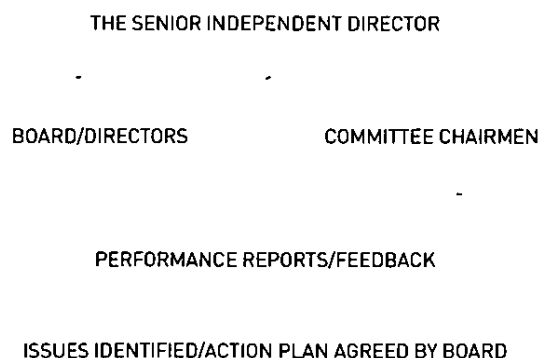 THE SENIOR INDEPENDENT DIRECTOR
BOARD/DIRECTORS COMMITTEE CHAIRMEN
PERFORMANCE REPORTS/FEEDBACK
ISSUES IDENTIFIED/ACTION PLAN AGREED BY BOARD